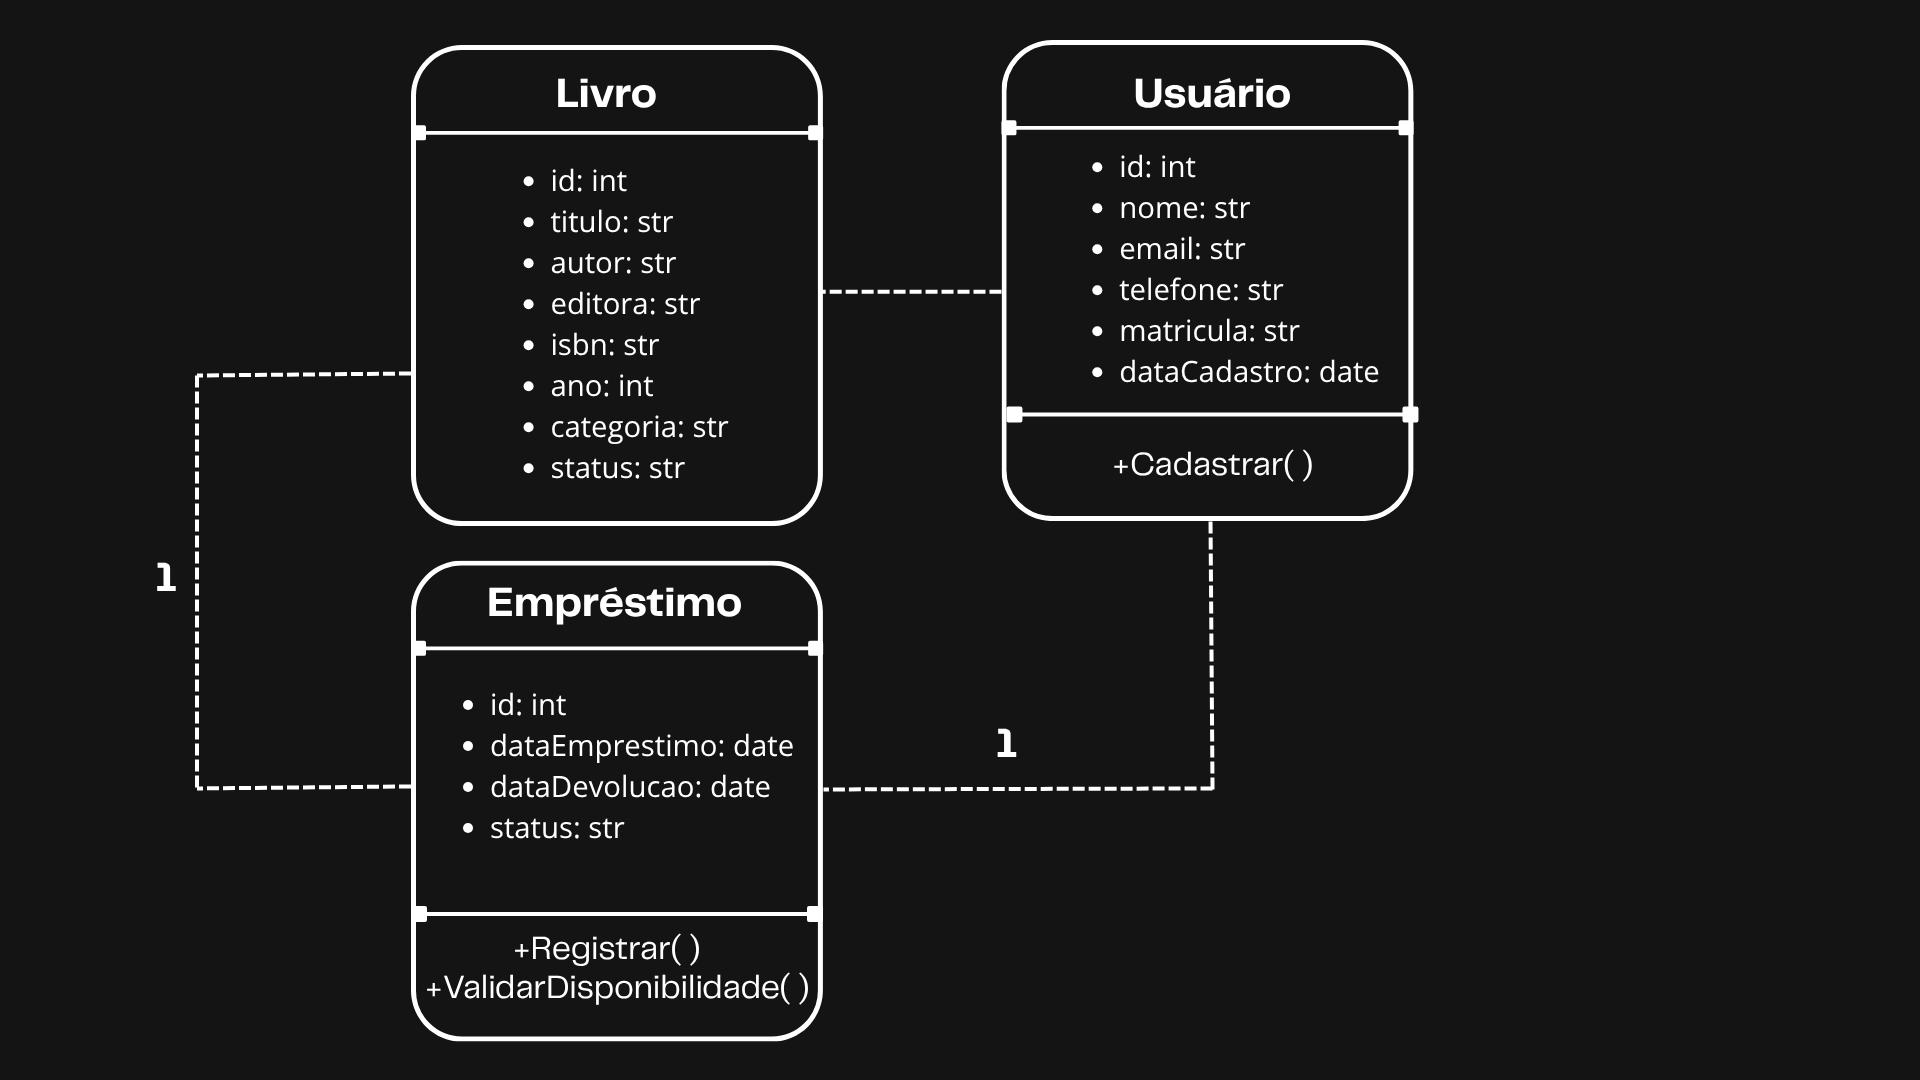 Livro
• id: int
• titulo: str
• autor: str
• editora: str
• isbn: str
• ano: int
• categoria: str
• status: str
Usuário
• id: int
• nome: str
• email: str
• telefone: str
• matricula: str
• dataCadastro: date
+Cadastrar( )
1
Empréstimo
• id: int
• dataEmprestimo: date
• dataDevolucao: date
• status: str
+Registrar( )
+ValidarDisponibilidade( )
1